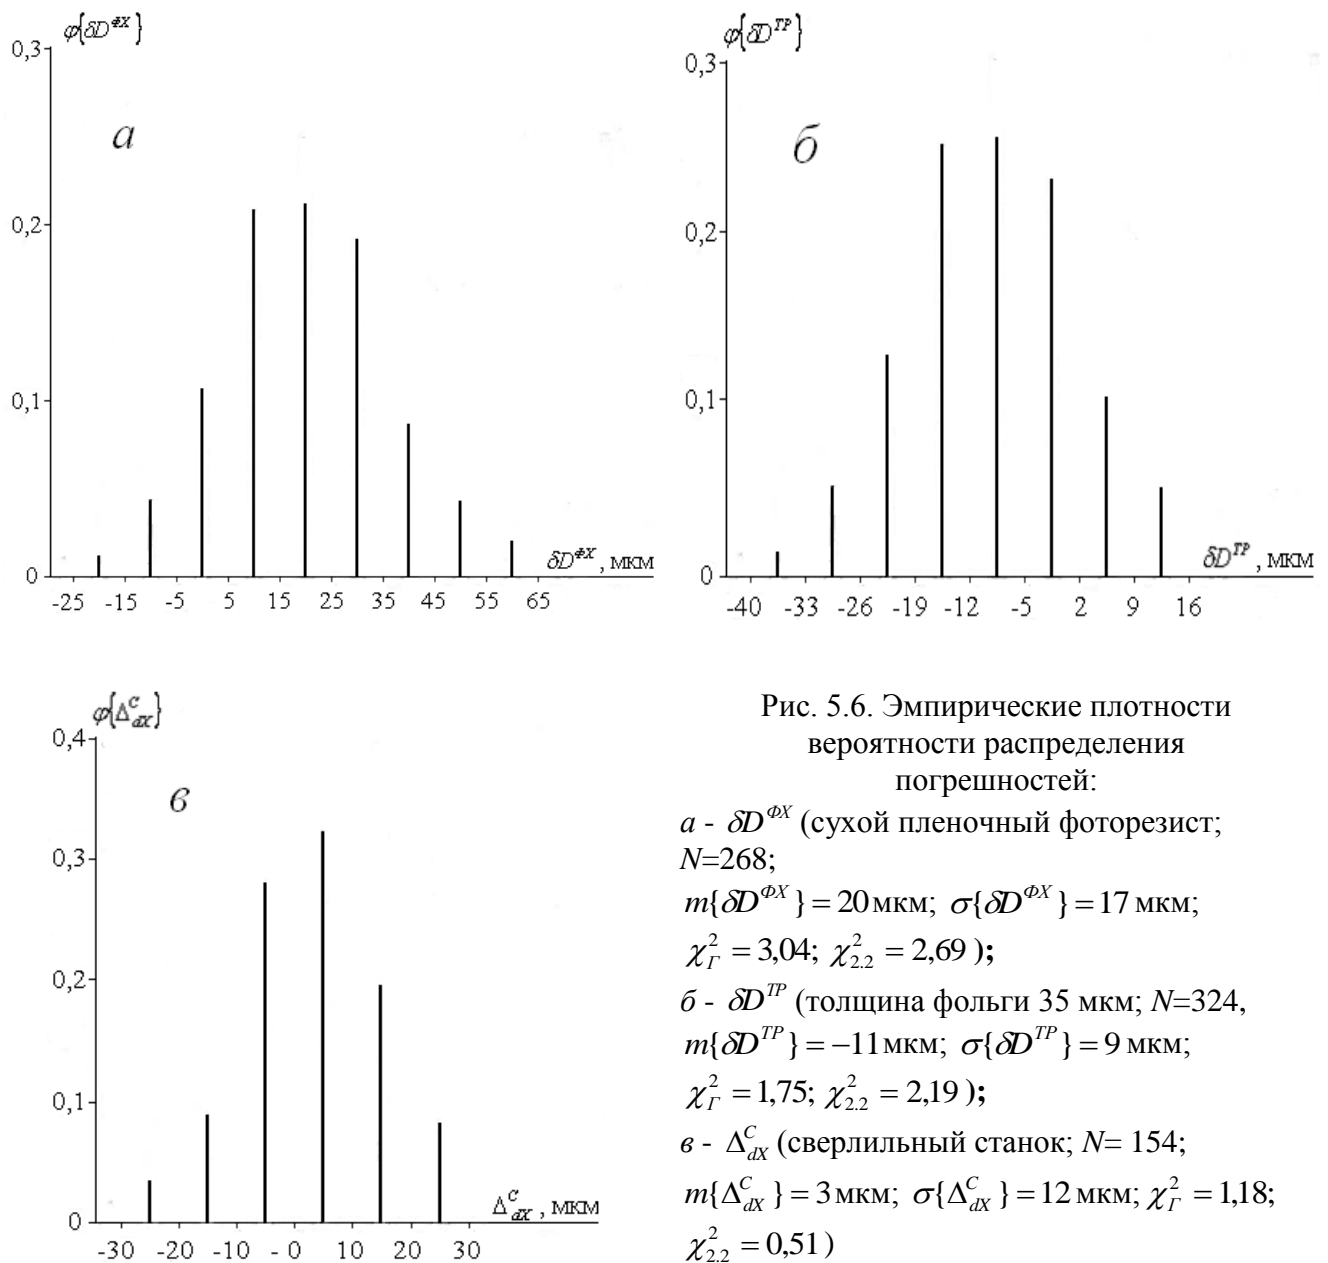 φ{δD^ФХ}
0,3
а
0,2
0,1
0
δD^ФХ, мкм
-25 -15 -5 5 15 25 35 45 55 65
φ{δD^ТР}
0,3
б
0,2
0,1
0
δD^ТР, мкм
-40 -33 -26 -19 -12 -5 2 9 16
φ{Δ^C_dX}
0,4
в
0,3
0,2
0,1
0
Δ^C_dX, мкм
-30 -20 -10 - 0 10 20 30
Рис. 5.6. Эмпирические плотности
вероятности распределения
погрешностей:
а - δD^ФХ (сухой пленочный фоторезист;
N=268;
m{δD^ФХ} = 20 мкм; σ{δD^ФХ} = 17 мкм;
χ²_Г = 3,04; χ²_2.2 = 2,69 );
б - δD^ТР (толщина фольги 35 мкм; N=324,
m{δD^ТР} = −11 мкм; σ{δD^ТР} = 9 мкм;
χ²_Г = 1,75; χ²_2.2 = 2,19 );
в - Δ^C_dX (сверлильный станок; N= 154;
m{Δ^C_dX} = 3 мкм; σ{Δ^C_dX} = 12 мкм; χ²_Г = 1,18;
χ²_2.2 = 0,51 )